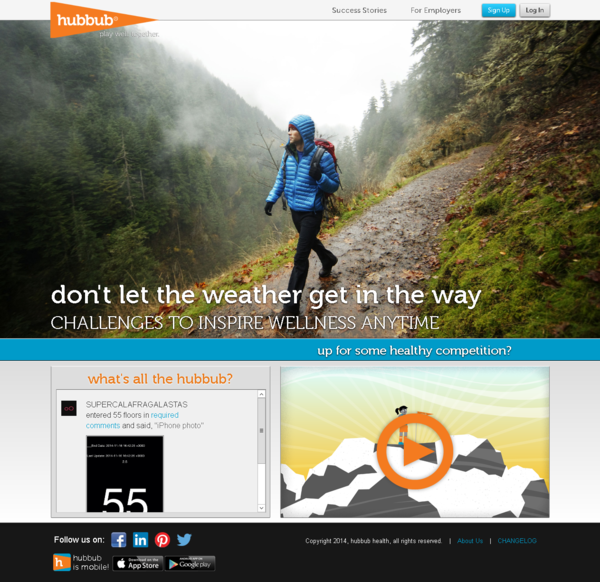 hubbub®
play well together.
Success Stories
For Employers
Sign Up
Log In
don't let the weather get in the way
CHALLENGES TO INSPIRE WELLNESS ANYTIME
up for some healthy competition?
what's all the hubbub?
SUPERCALAFRAGALASTAS
entered 55 floors in required
comments and said, "iPhone photo"
55
Follow us on:
Copyright 2014, hubbub health, all rights reserved. | About Us | CHANGELOG
h
hubbub
is mobile!
App Store
Google play